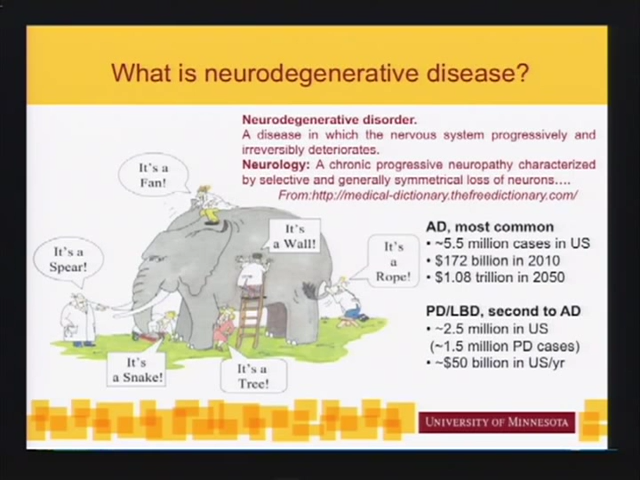 What is neurodegenerative disease?
Neurodegenerative disorder.
A disease in which the nervous system progressively and
irreversibly deteriorates.
Neurology: A chronic progressive neuropathy characterized
by selective and generally symmetrical loss of neurons….
From:http://medical-dictionary.thefreedictionary.com/
It's a
Fan!
It's
a Wall!
It's
a
Rope!
It's a
Spear!
It's
a Snake!
It's a
Tree!
AD, most common
• ~5.5 million cases in US
• $172 billion in 2010
• $1.08 trillion in 2050
PD/LBD, second to AD
• ~2.5 million in US
(~1.5 million PD cases)
• ~$50 billion in US/yr
UNIVERSITY OF MINNESOTA